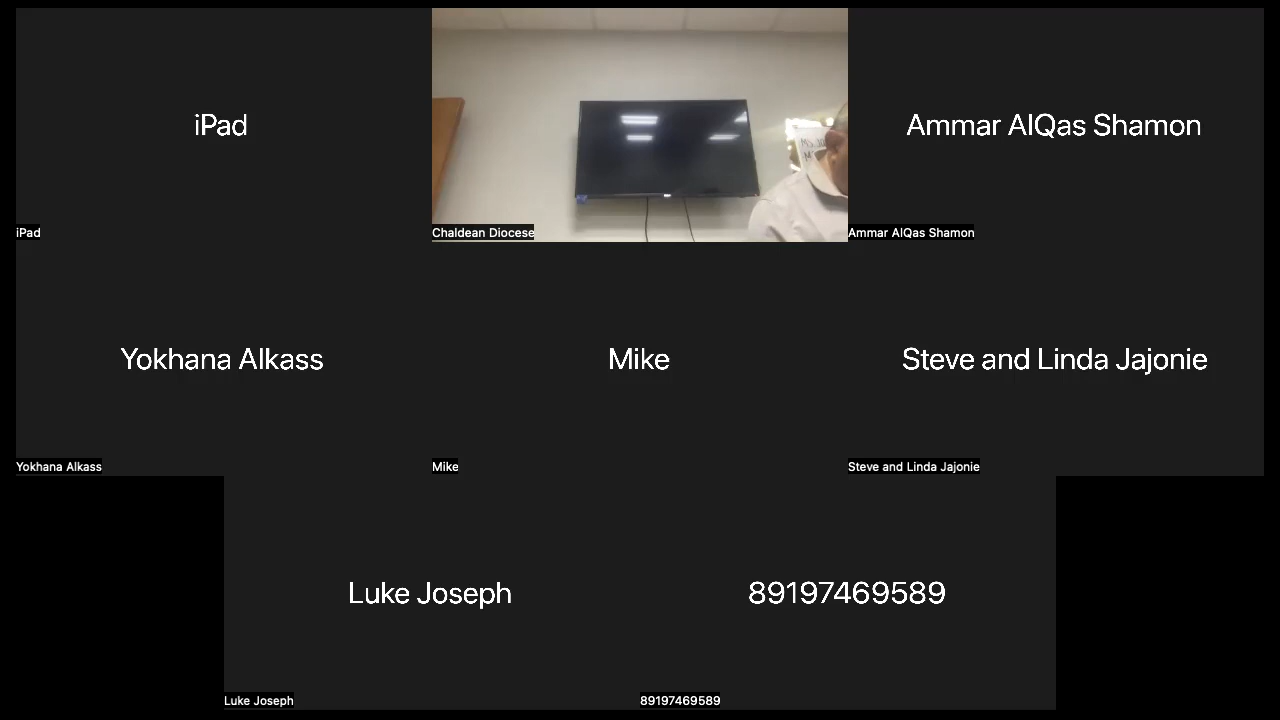 iPad
iPad
Chaldean Diocese
Ammar AlQas Shamon
Ammar AlQas Shamon
Yokhana Alkass
Yokhana Alkass
Mike
Mike
Steve and Linda Jajonie
Steve and Linda Jajonie
Luke Joseph
Luke Joseph
89197469589
89197469589